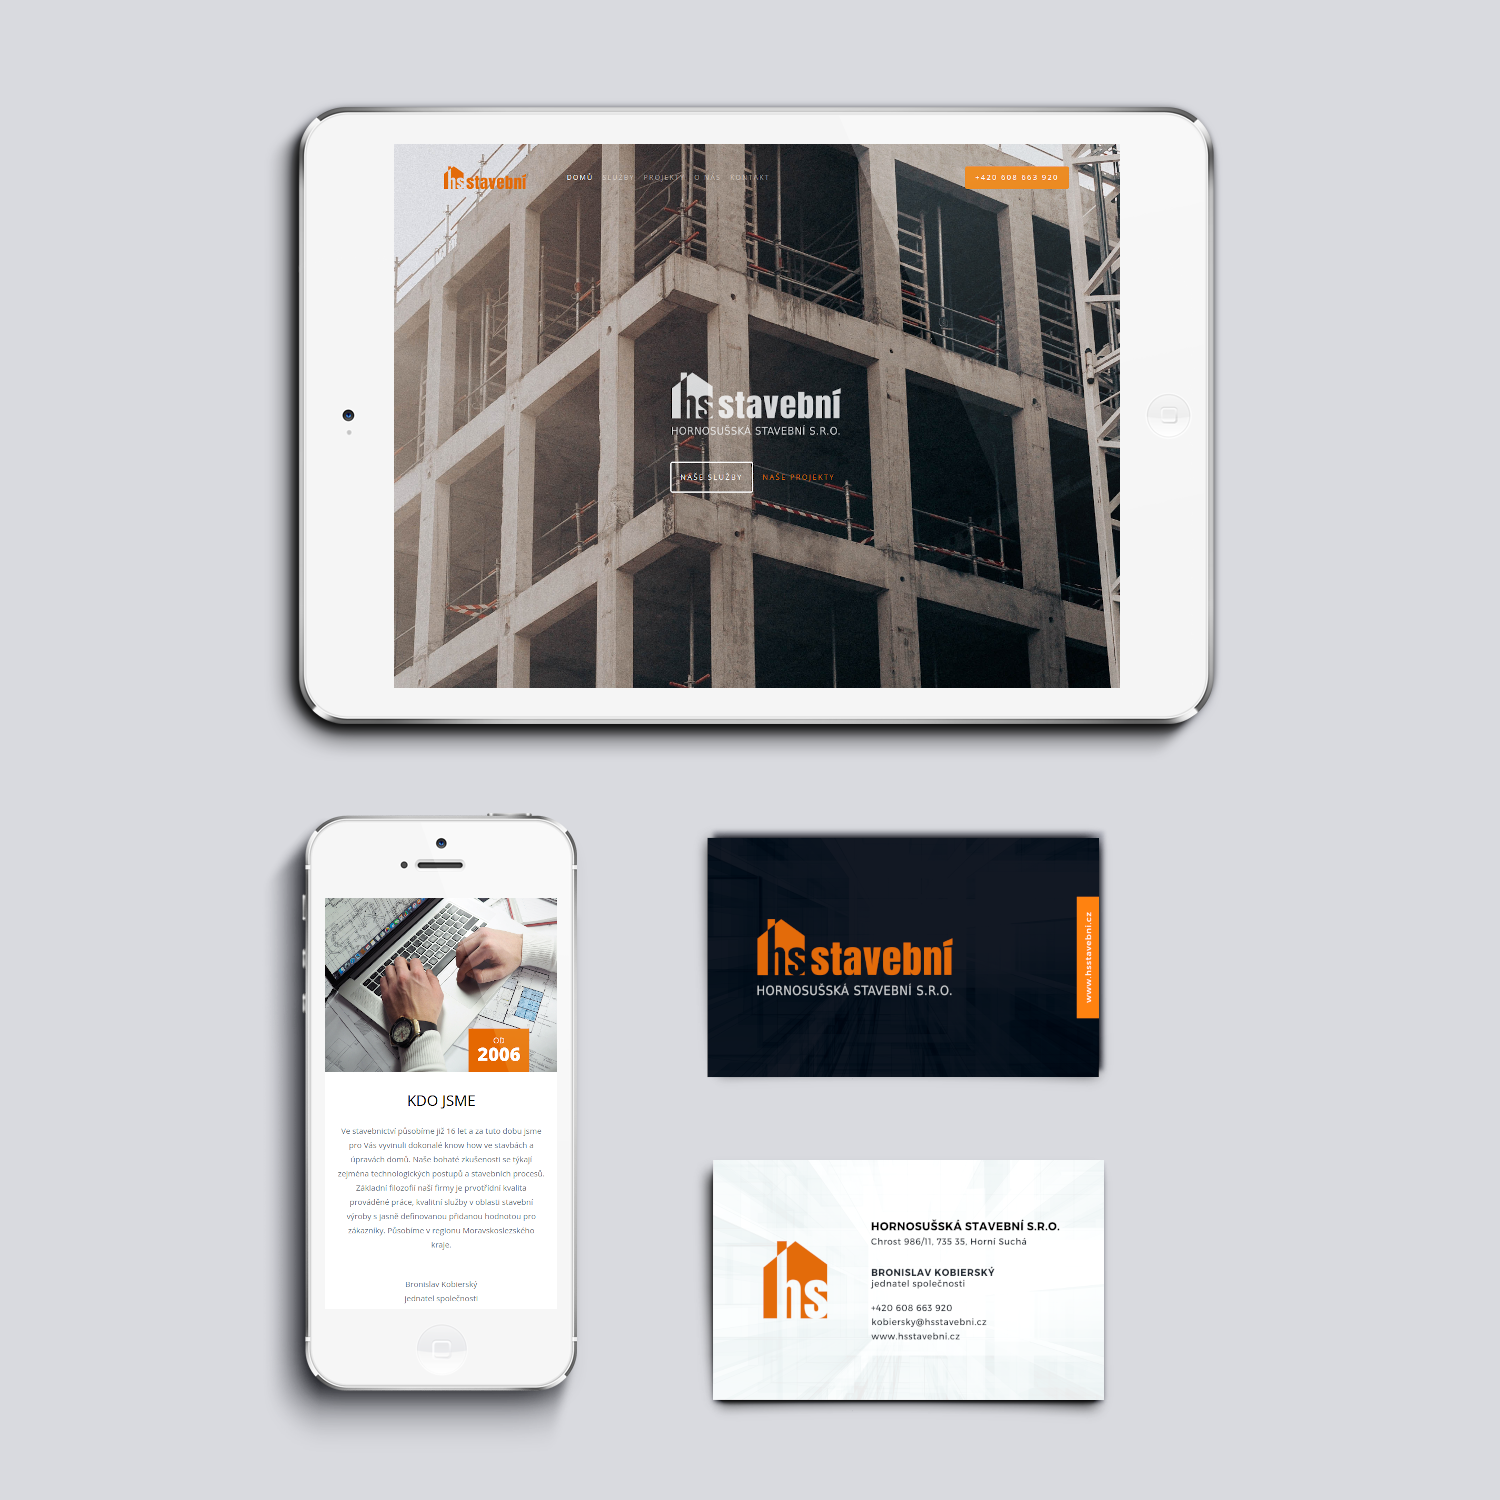 hs stavební
DOMŮ SLUŽBY PROJEKTY O NÁS KONTAKT
+420 608 663 920
hs stavební
HORNOSUŠSKÁ STAVEBNÍ S.R.O.
NAŠE SLUŽBY NAŠE PROJEKTY
OD
2006
KDO JSME
Ve stavebnictví působíme již 16 let a za tuto dobu jsme
pro Vás vyvinuli dokonalé know how ve stavbách a
úpravách domů. Naše bohaté zkušenosti se týkají
zejména technologických postupů a stavebních procesů.
Základní filozofií naší firmy je prvotřídní kvalita
prováděné práce, kvalitní služby v oblasti stavební
výroby s jasně definovanou přidanou hodnotou pro
zákazníky. Působíme v regionu Moravskoslezského
kraje.
Bronislav Kobierský
jednatel společnosti
hs stavební
HORNOSUŠSKÁ STAVEBNÍ S.R.O.
www.hsstavebni.cz
hs
HORNOSUŠSKÁ STAVEBNÍ S.R.O.
Chrost 986/11, 735 35, Horní Suchá
BRONISLAV KOBIERSKÝ
jednatel společnosti
+420 608 663 920
kobiersky@hsstavebni.cz
www.hsstavebni.cz